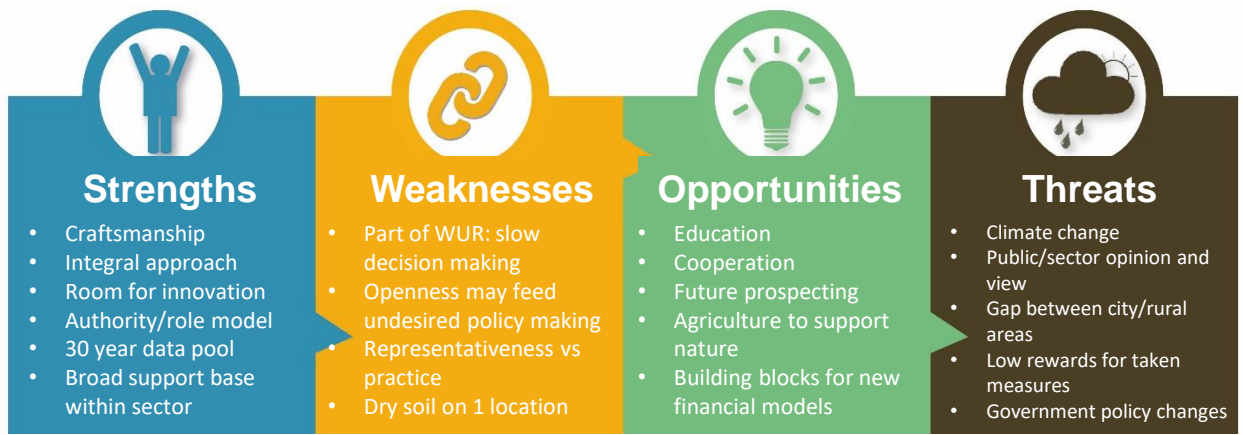 Strengths
• Craftsmanship
• Integral approach
• Room for innovation
• Authority/role model
• 30 year data pool
• Broad support base
within sector
Weaknesses
• Part of WUR: slow
decision making
• Openness may feed
undesired policy making
• Representativeness vs
practice
• Dry soil on 1 location
Opportunities
• Education
• Cooperation
• Future prospecting
• Agriculture to support
nature
• Building blocks for new
financial models
Threats
• Climate change
• Public/sector opinion and
view
• Gap between city/rural
areas
• Low rewards for taken
measures
• Government policy changes